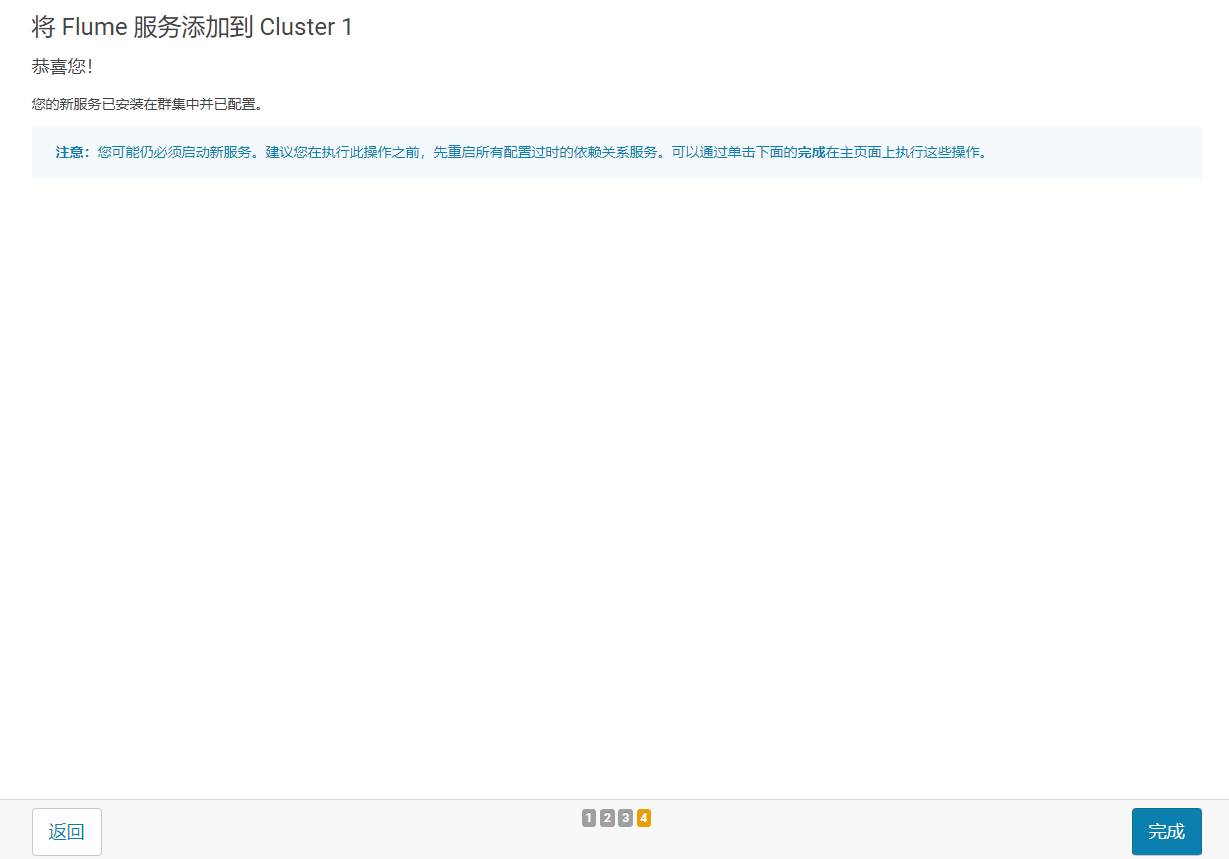 将 Flume 服务添加到 Cluster 1
恭喜您！
您的新服务已安装在群集中并已配置。
注意：您可能仍必须启动新服务。建议您在执行此操作之前，先重启所有配置过时的依赖关系服务。可以通过单击下面的完成在主页面上执行这些操作。
返回
1 2 3 4
完成